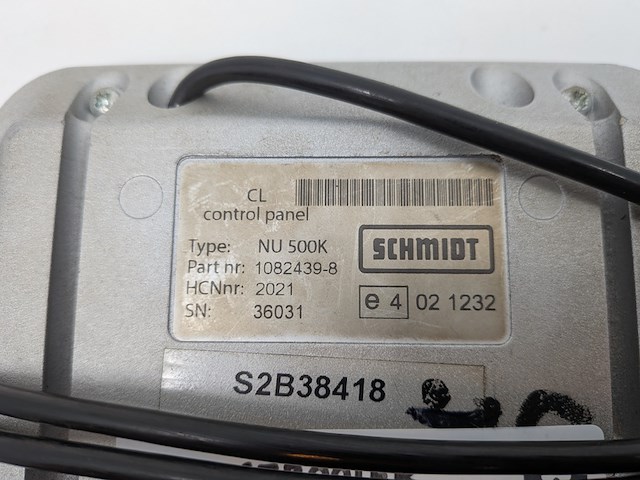 CL
control panel
Type: NU 500K
SCHMIDT
Part nr: 1082439-8
HCNnr: 2021
SN: 36031
e 4 02 1232
S2B38418